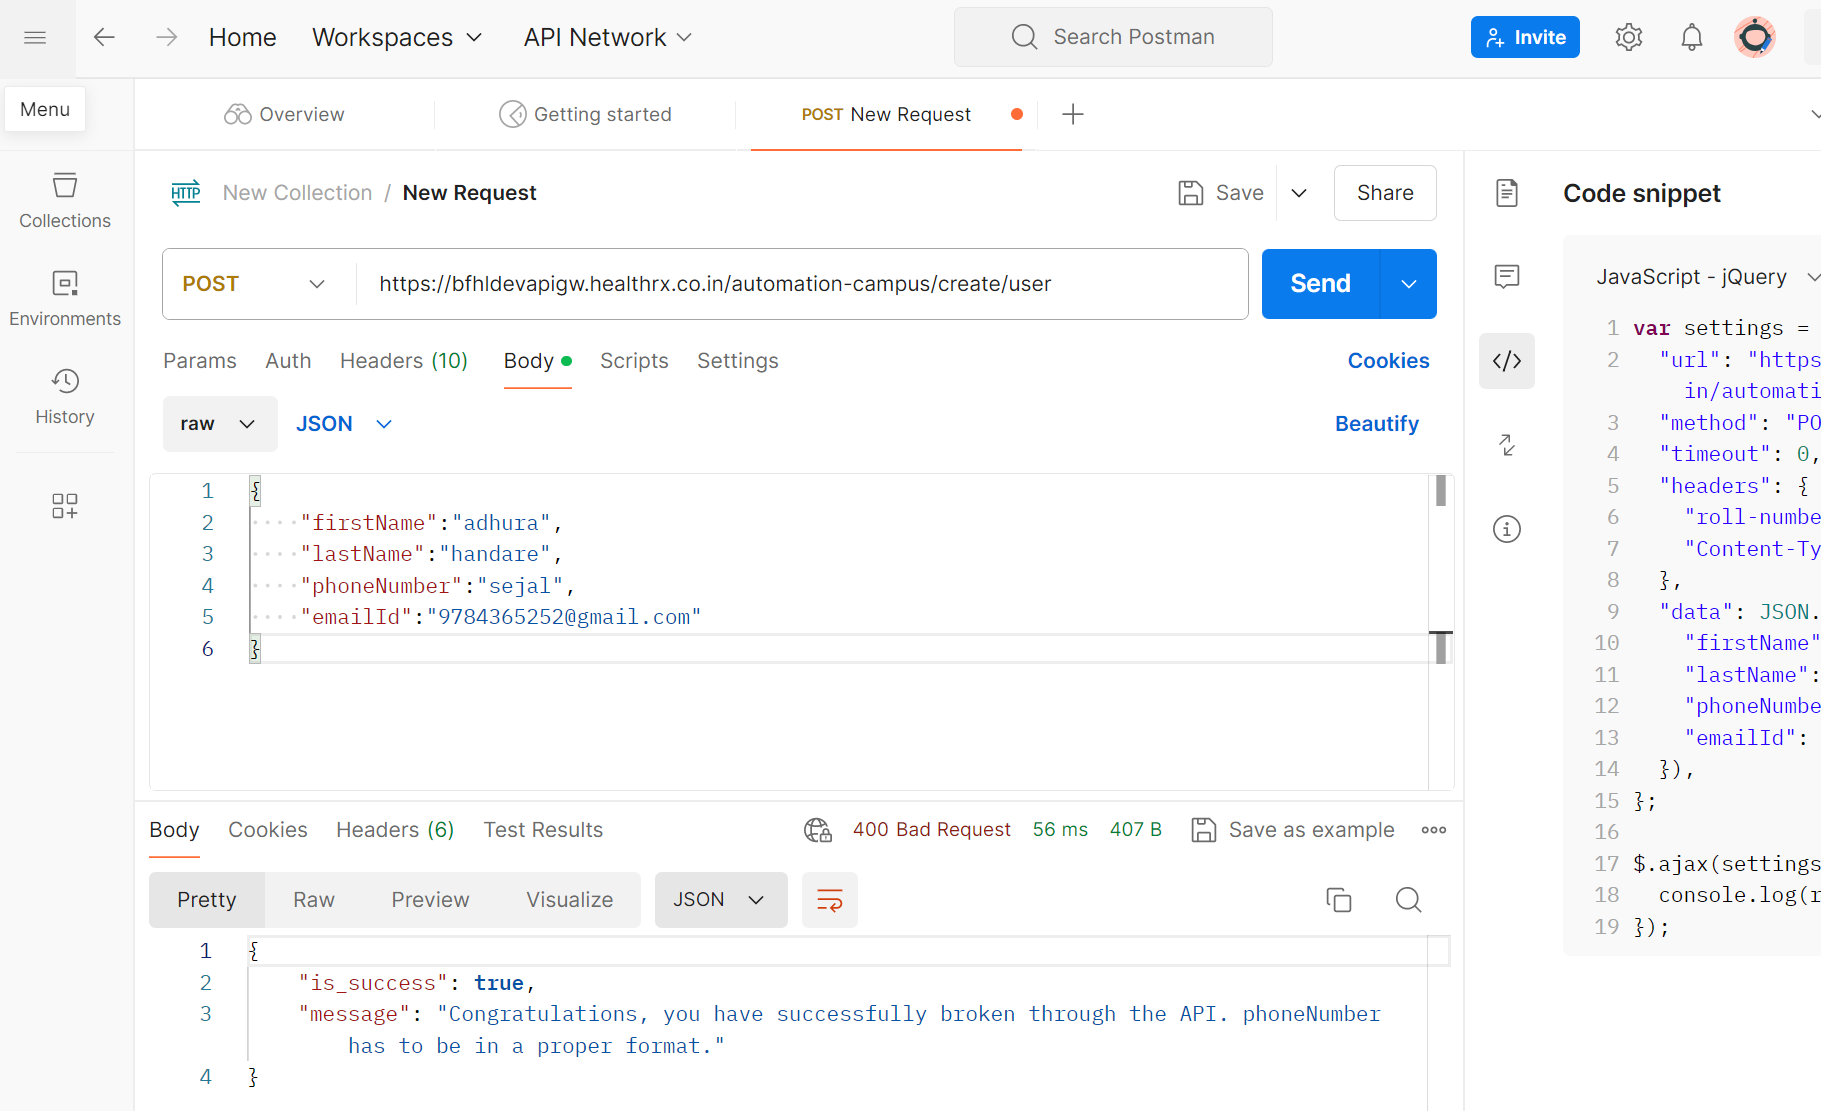 Home Workspaces API Network Search Postman Invite
Menu
Overview Getting started POST New Request
Collections
Environments
History
HTTP New Collection / New Request Save Share
POST https://bfhldevapigw.healthrx.co.in/automation-campus/create/user Send
Params Auth Headers (10) Body Scripts Settings Cookies
raw JSON Beautify
1 {
2 "firstName":"adhura",
3 "lastName":"handare",
4 "phoneNumber":"sejal",
5 "emailId":"9784365252@gmail.com"
6 }
Body Cookies Headers (6) Test Results 400 Bad Request 56 ms 407 B Save as example
Pretty Raw Preview Visualize JSON
1 {
2 "is_success": true,
3 "message": "Congratulations, you have successfully broken through the API. phoneNumber
has to be in a proper format."
4 }
Code snippet
JavaScript - jQuery
1 var settings =
2 "url": "https
in/automati
3 "method": "PO
4 "timeout": 0,
5 "headers": {
6 "roll-numbe
7 "Content-Ty
8 },
9 "data": JSON.
10 "firstName"
11 "lastName":
12 "phoneNumbe
13 "emailId":
14 }),
15 };
16
17 $.ajax(settings
18 console.log(r
19 });